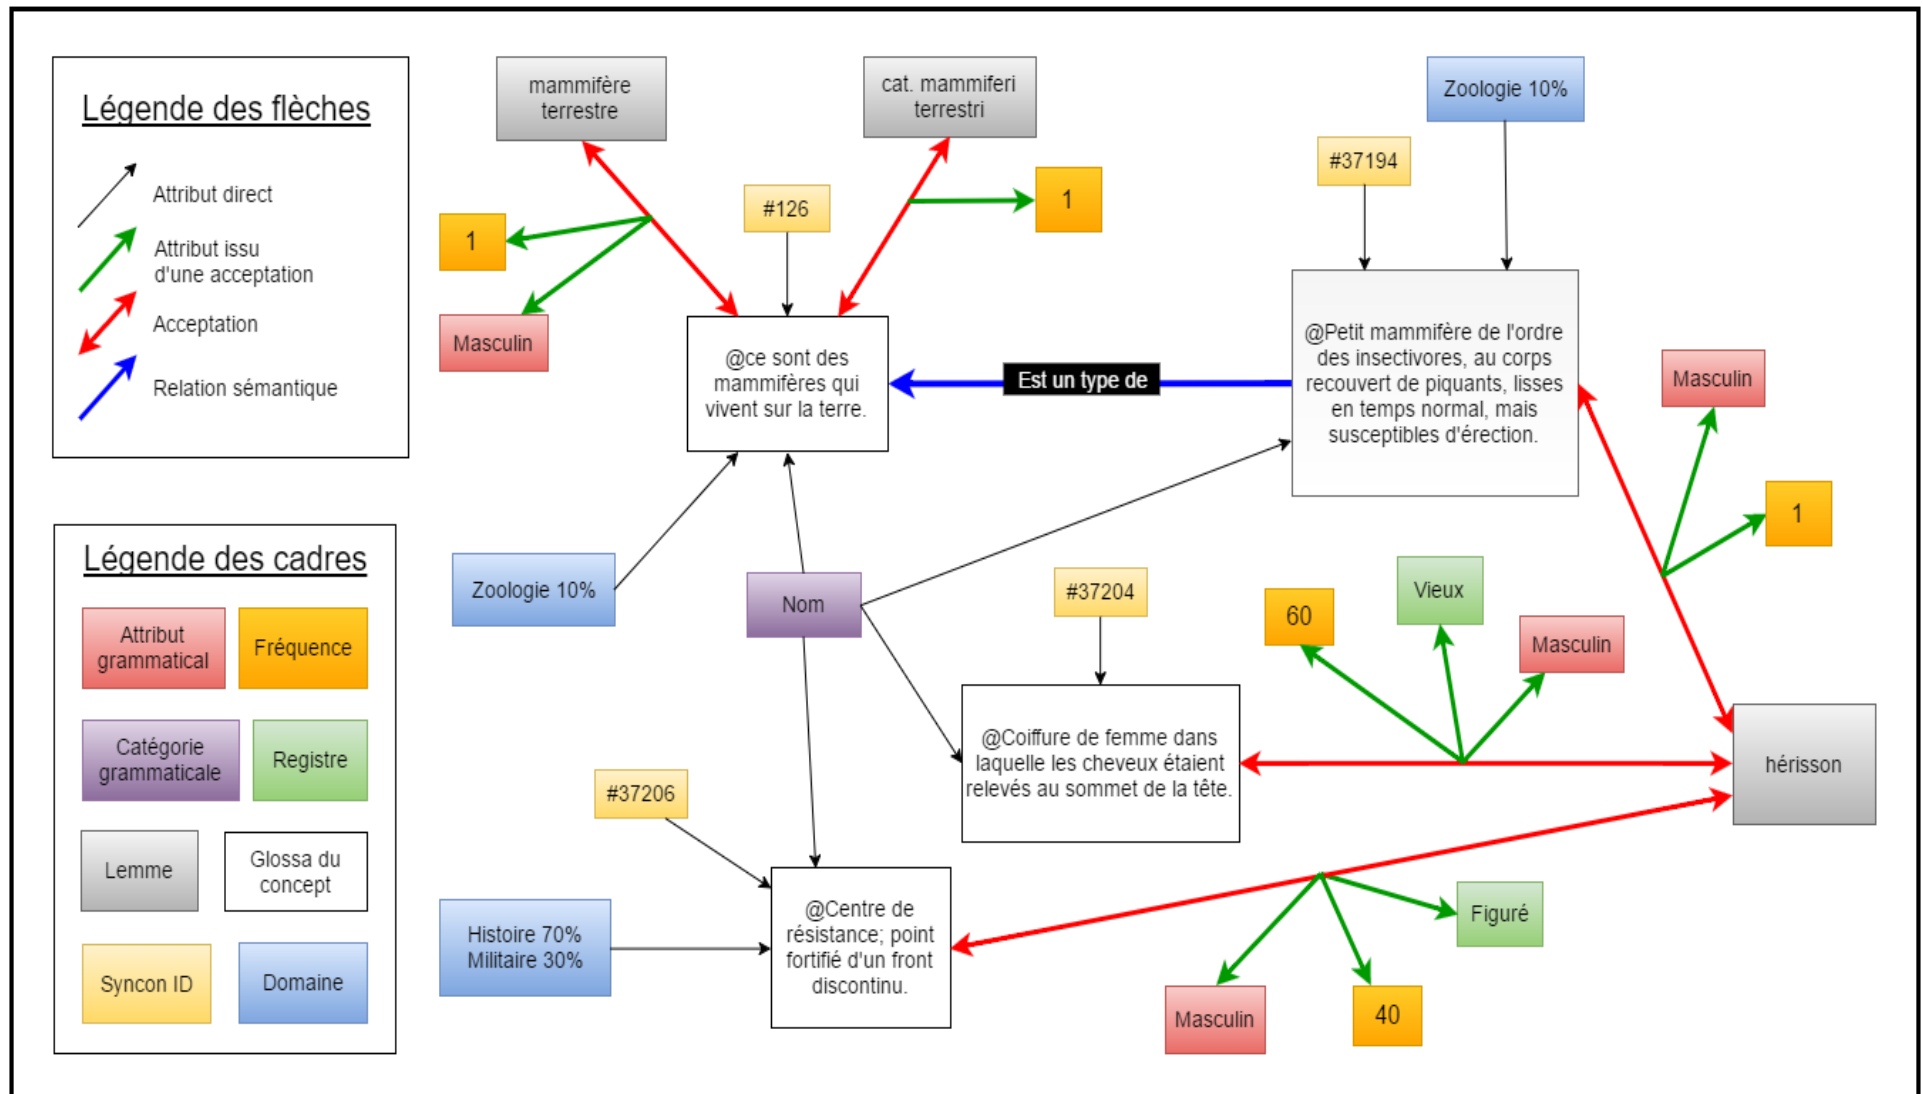 Légende des flèches
Attribut direct
Attribut issu
d'une acceptation
Acceptation
Relation sémantique
Légende des cadres
Attribut
grammatical
Fréquence
Catégorie
grammaticale
Registre
Lemme
Glossa du
concept
Syncon ID
Domaine
mammifère
terrestre
cat. mammiferi
terrestri
Zoologie 10%
#37194
#126
1
1
Masculin
@ce sont des
mammifères qui
vivent sur la terre.
Est un type de
@Petit mammifère de l'ordre
des insectivores, au corps
recouvert de piquants, lisses
en temps normal, mais
susceptibles d'érection.
Masculin
1
Zoologie 10%
Nom
#37204
60
Vieux
Masculin
@Coiffure de femme dans
laquelle les cheveux étaient
relevés au sommet de la tête.
hérisson
#37206
Histoire 70%
Militaire 30%
@Centre de
résistance; point
fortifié d'un front
discontinu.
Figuré
Masculin
40